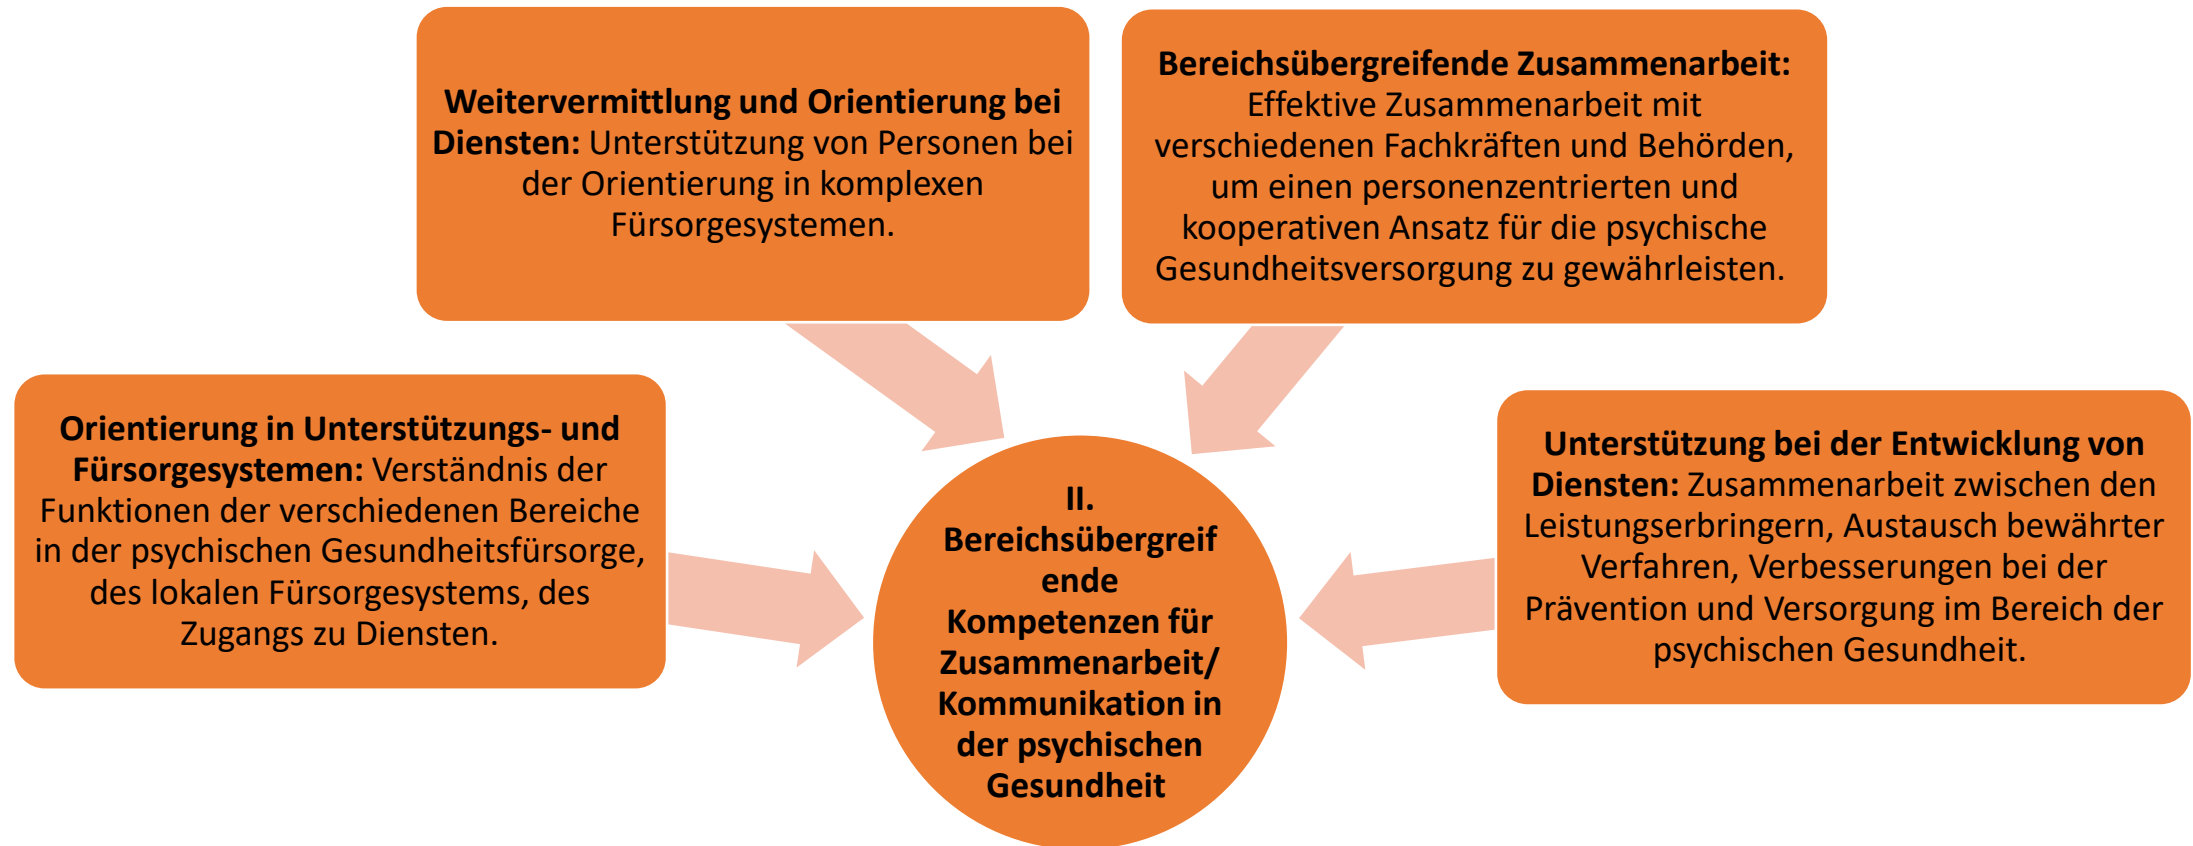 Weitervermittlung und Orientierung bei
Diensten: Unterstützung von Personen bei
der Orientierung in komplexen
Fürsorgesystemen.
Bereichsübergreifende Zusammenarbeit:
Effektive Zusammenarbeit mit
verschiedenen Fachkräften und Behörden,
um einen personenzentrierten und
kooperativen Ansatz für die psychische
Gesundheitsversorgung zu gewährleisten.
Orientierung in Unterstützungs- und
Fürsorgesystemen: Verständnis der
Funktionen der verschiedenen Bereiche
in der psychischen Gesundheitsfürsorge,
des lokalen Fürsorgesystems, des
Zugangs zu Diensten.
Unterstützung bei der Entwicklung von
Diensten: Zusammenarbeit zwischen den
Leistungserbringern, Austausch bewährter
Verfahren, Verbesserungen bei der
Prävention und Versorgung im Bereich der
psychischen Gesundheit.
II.
Bereichsübergreif
ende
Kompetenzen für
Zusammenarbeit/
Kommunikation in
der psychischen
Gesundheit